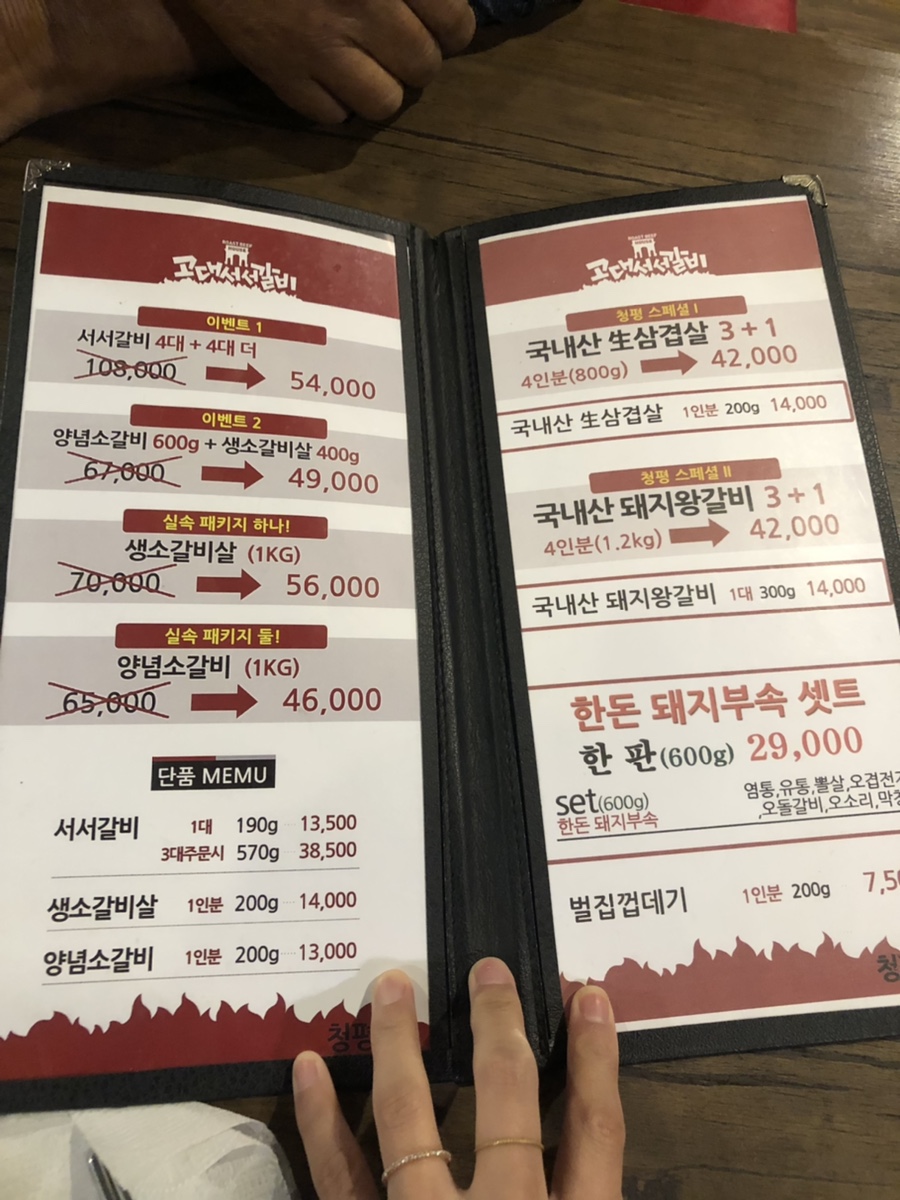 ROAST BEEF
고대서서갈비
이벤트 1
서서갈비 4대 + 4대 더
108,000 54,000
이벤트 2
양념소갈비 600g + 생소갈비살 400g
67,000 49,000
실속 패키지 하나!
생소갈비살 (1KG)
70,000 56,000
실속 패키지 둘!
양념소갈비 (1KG)
65,000 46,000
단품 MEMU
서서갈비 1대 190g 13,500
3대주문시 570g 38,500
생소갈비살 1인분 200g 14,000
양념소갈비 1인분 200g 13,000
청평
ROAST BEEF
고대서서갈비
청평 스페셜 I
국내산 生삼겹살 3 + 1
4인분(800g) 42,000
국내산 生삼겹살 1인분 200g 14,000
청평 스페셜 II
국내산 돼지왕갈비 3 + 1
4인분(1.2kg) 42,000
국내산 돼지왕갈비 1대 300g 14,000
한돈 돼지부속 셋트
한 판(600g) 29,000
set(600g) 염통,유통,뽈살,오겹전지
한돈 돼지부속 ,오돌갈비,오소리,막창
벌집껍데기 1인분 200g 7,50
청